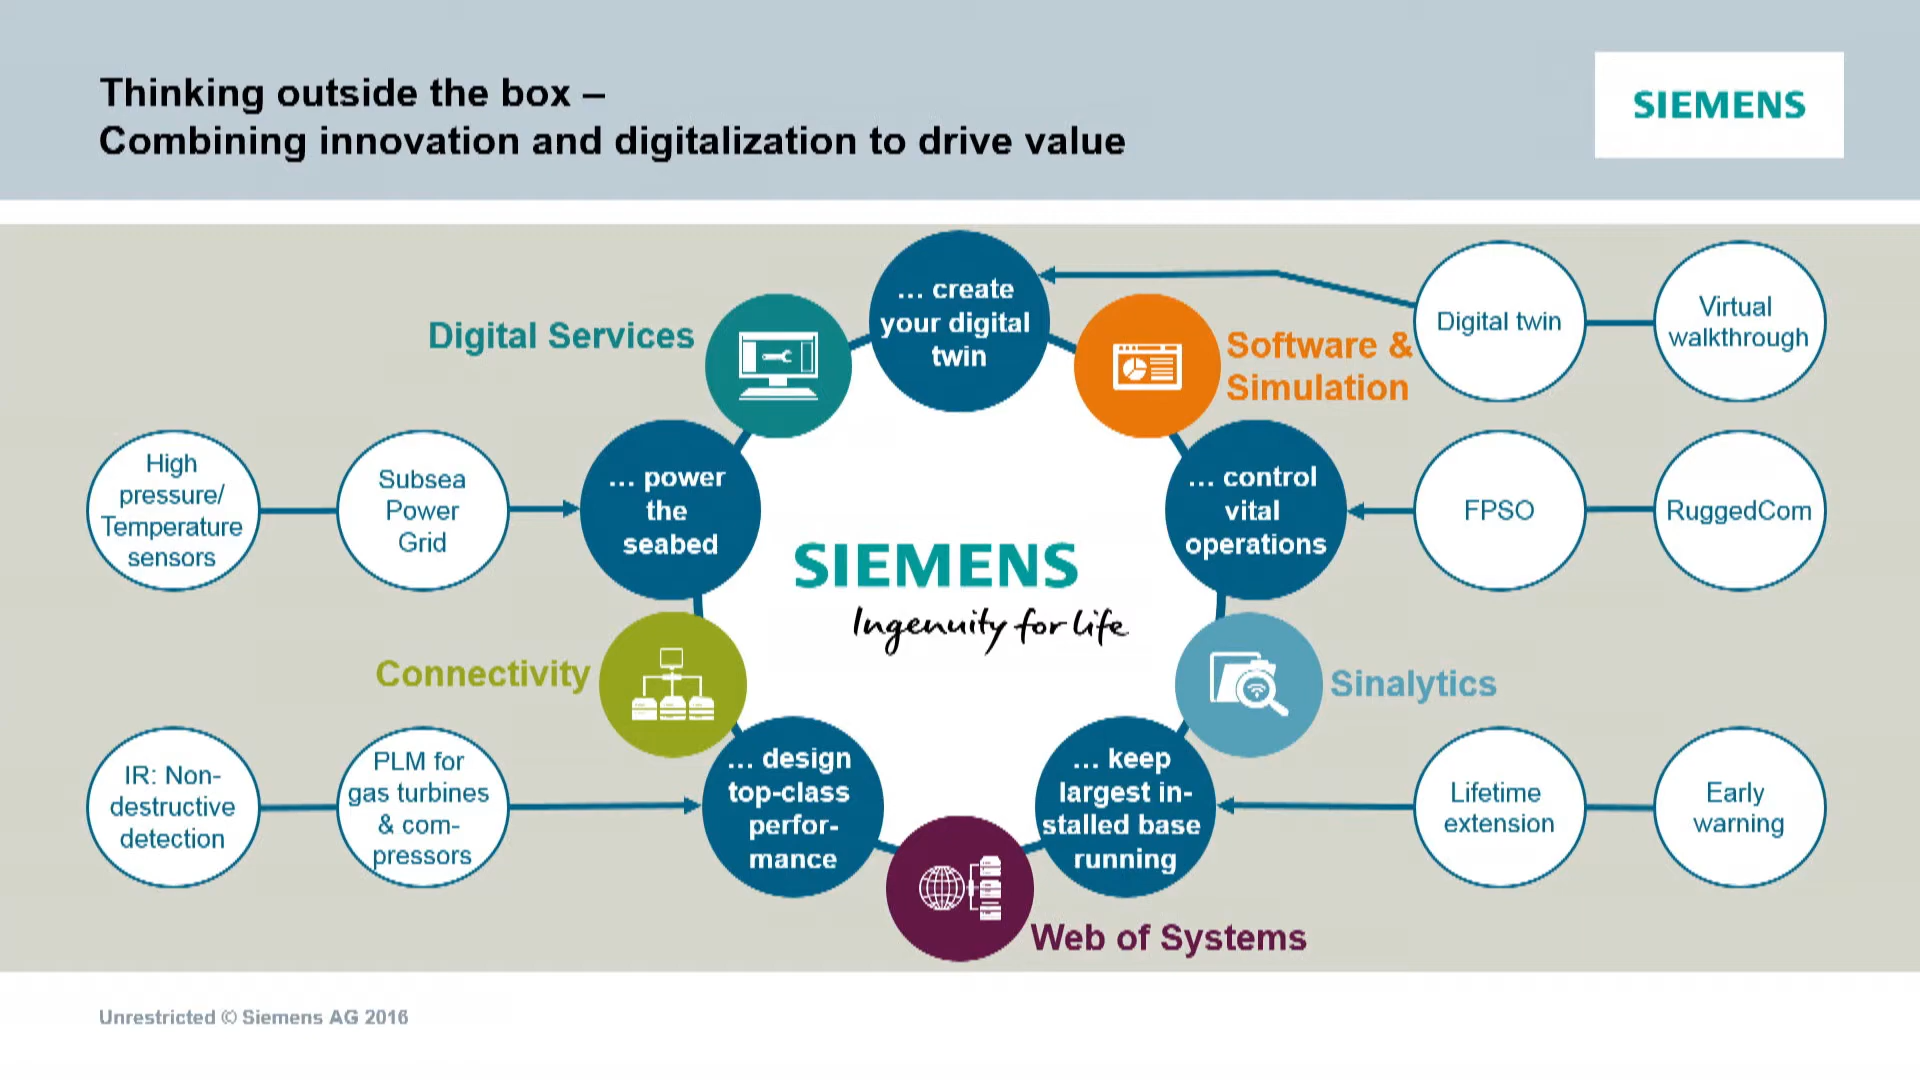 Thinking outside the box –
Combining innovation and digitalization to drive value
SIEMENS
... create
your digital
twin
Digital Services
Software &
Simulation
Digital twin
Virtual
walkthrough
High
pressure/
Temperature
sensors
Subsea
Power
Grid
... power
the
seabed
... control
vital
operations
FPSO
RuggedCom
SIEMENS
Ingenuity for life
Connectivity
Sinalytics
IR: Non-
destructive
detection
PLM for
gas turbines
& com-
pressors
... design
top-class
perfor-
mance
... keep
largest in-
stalled base
running
Lifetime
extension
Early
warning
Web of Systems
Unrestricted © Siemens AG 2016